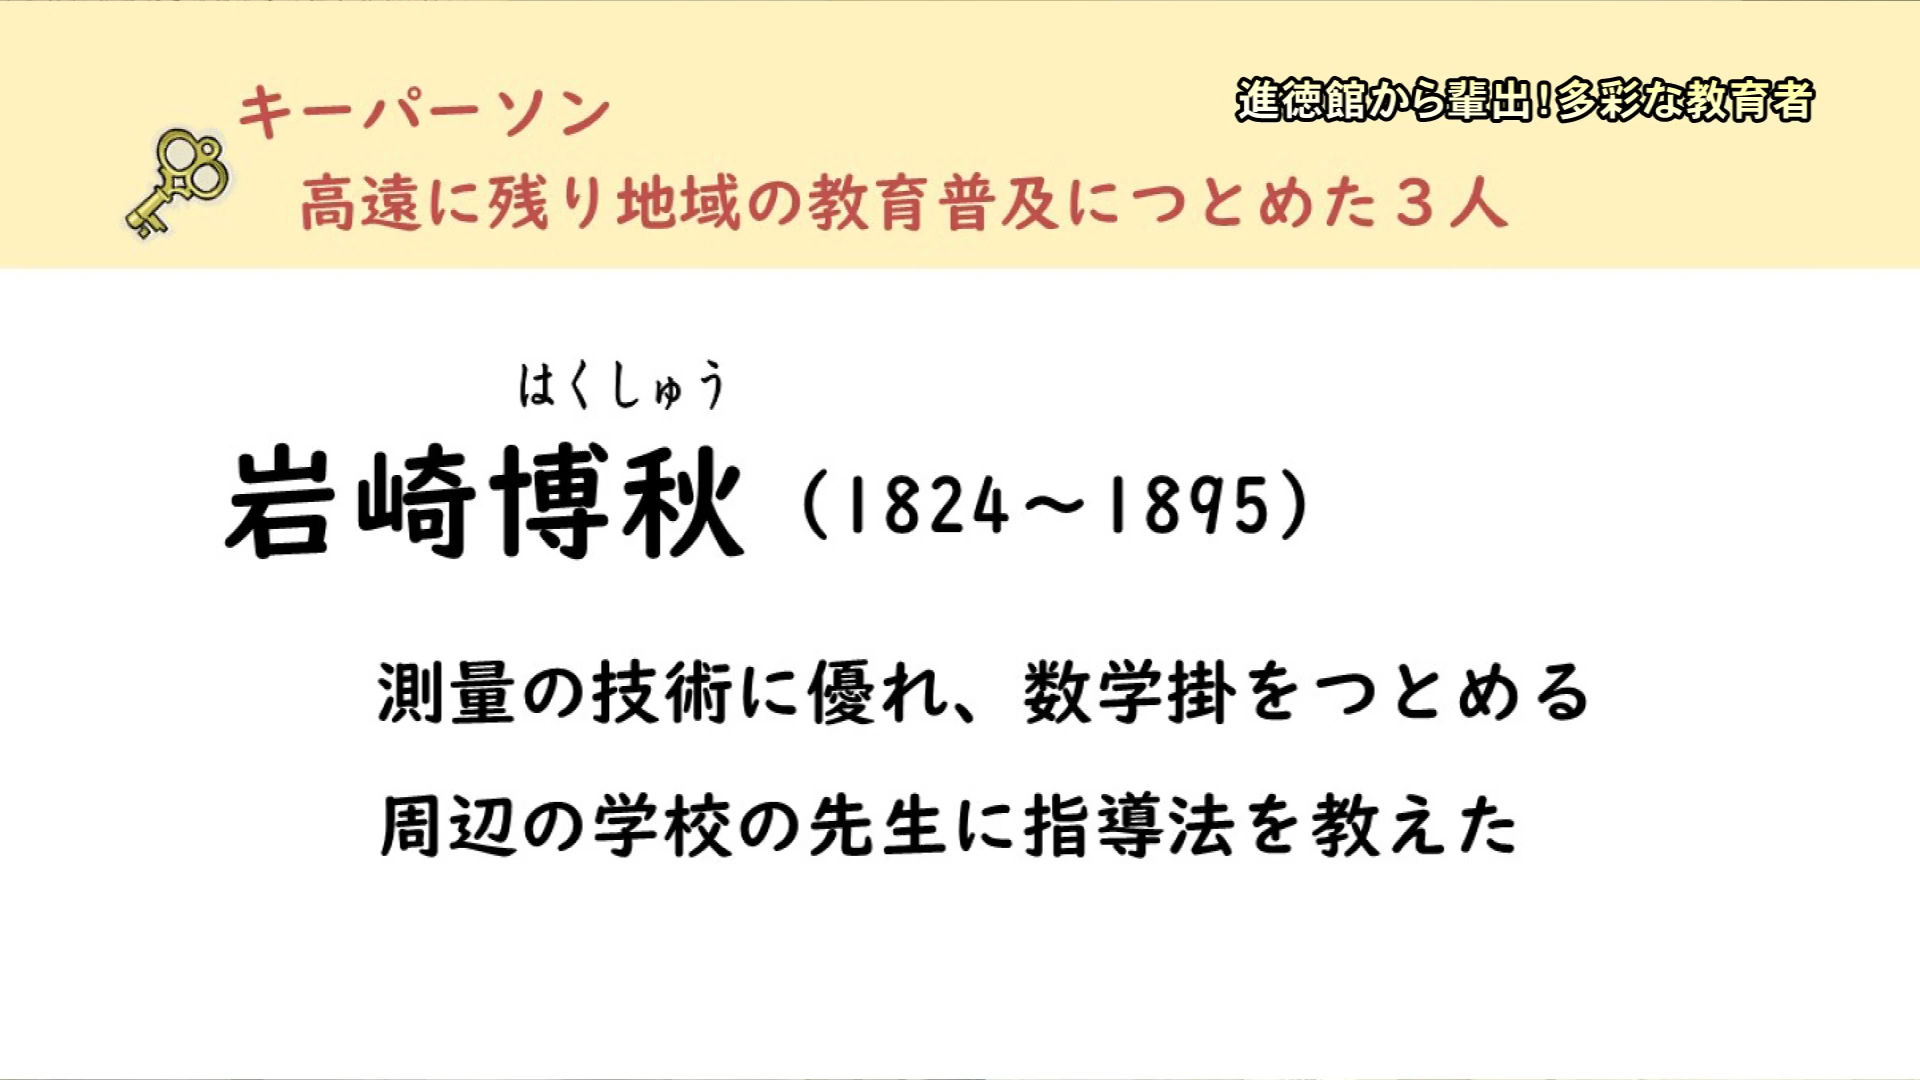 キーパーソン
進徳館から輩出!多彩な教育者
高遠に残り地域の教育普及につとめた3人
はくしゅう
岩崎博秋(1824~1895)
測量の技術に優れ、数学掛をつとめる
周辺の学校の先生に指導法を教えた